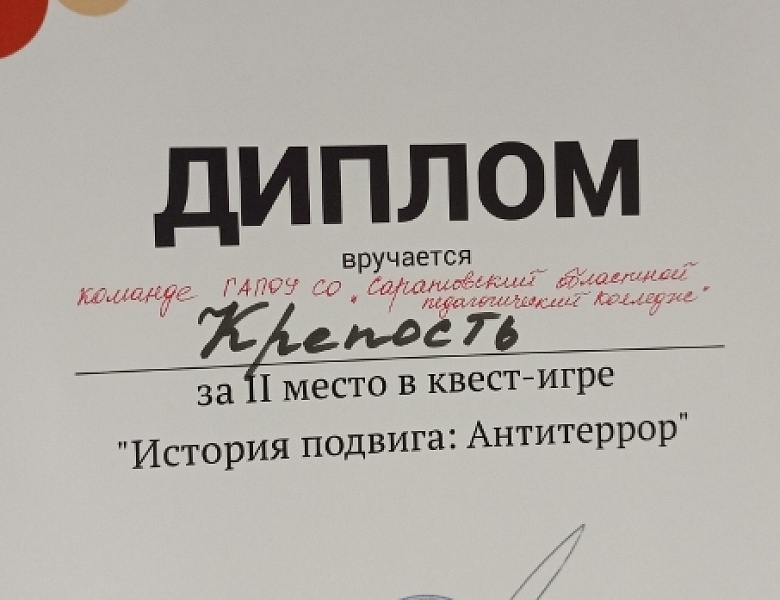 ДИПЛОМ
вручается
команде ГАПОУ СО "Саратовский областной
педагогический колледж"
Крепость
за II место в квест-игре
"История подвига: Антитеррор"